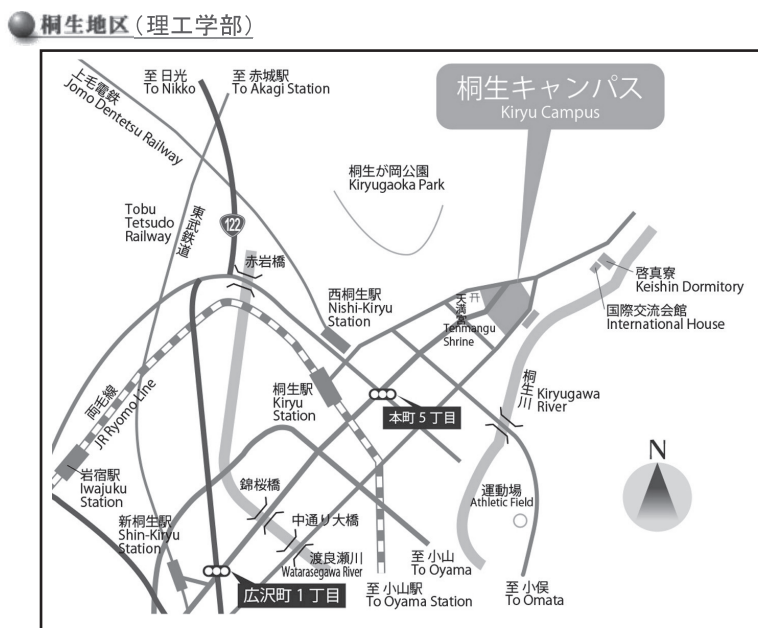 桐生地区(理工学部)
上毛電鉄
Jomo Dentetsu Railway
至 日光
To Nikko
至 赤城駅
To Akagi Station
桐生キャンパス
Kiryu Campus
桐生が岡公園
Kiryugaoka Park
Tobu
Tetsudo
Railway
東武鉄道
122
赤岩橋
西桐生駅
Nishi-Kiryu
Station
天満宮
Tenmangu
Shrine
啓真寮
Keishin Dormitory
国際交流会館
International House
両毛線
JR Ryomo Line
桐生駅
Kiryu
Station
本町 5 丁目
桐生川
Kiryugawa
River
N
岩宿駅
Iwajuku
Station
錦桜橋
運動場
Athletic Field
新桐生駅
Shin-Kiryu
Station
中通り大橋
渡良瀬川
Watarasegawa River
至 小山
To Oyama
広沢町 1 丁目
至 小山駅
To Oyama Station
至 小俣
To Omata